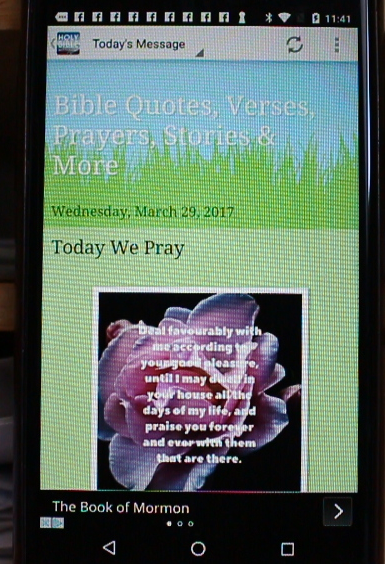 11:41
HOLY
BIBLE
Today's Message
Bible Quotes, Verses,
Prayers, Stories &
More
Wednesday, March 29, 2017
Today We Pray
Deal favourably with
me according to
your good pleasure,
until I may dwell in
your house all the
days of my life, and
praise you forever
and ever with them
that are there.
The Book of Mormon